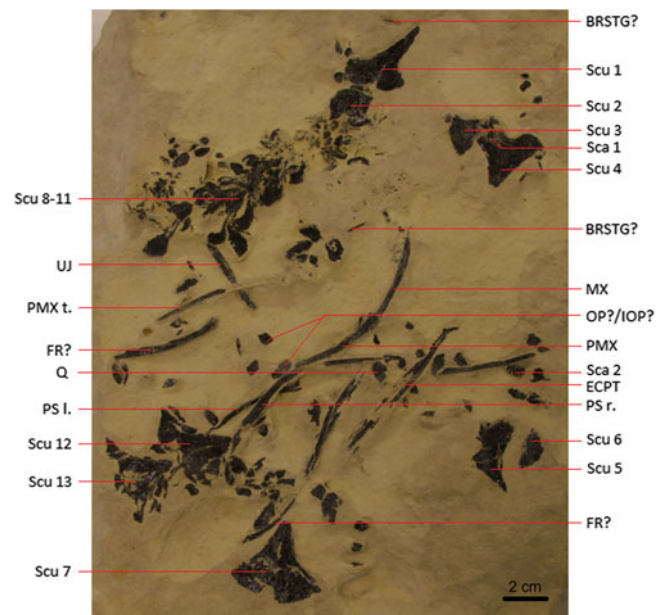 BRSTG?
Scu 1
Scu 2
Scu 3
Sca 1
Scu 4
Scu 8-11
BRSTG?
UJ
MX
PMX t.
OP?/IOP?
FR?
PMX
Q
Sca 2
ECPT
PS l.
PS r.
Scu 12
Scu 6
Scu 13
Scu 5
FR?
Scu 7
2 cm